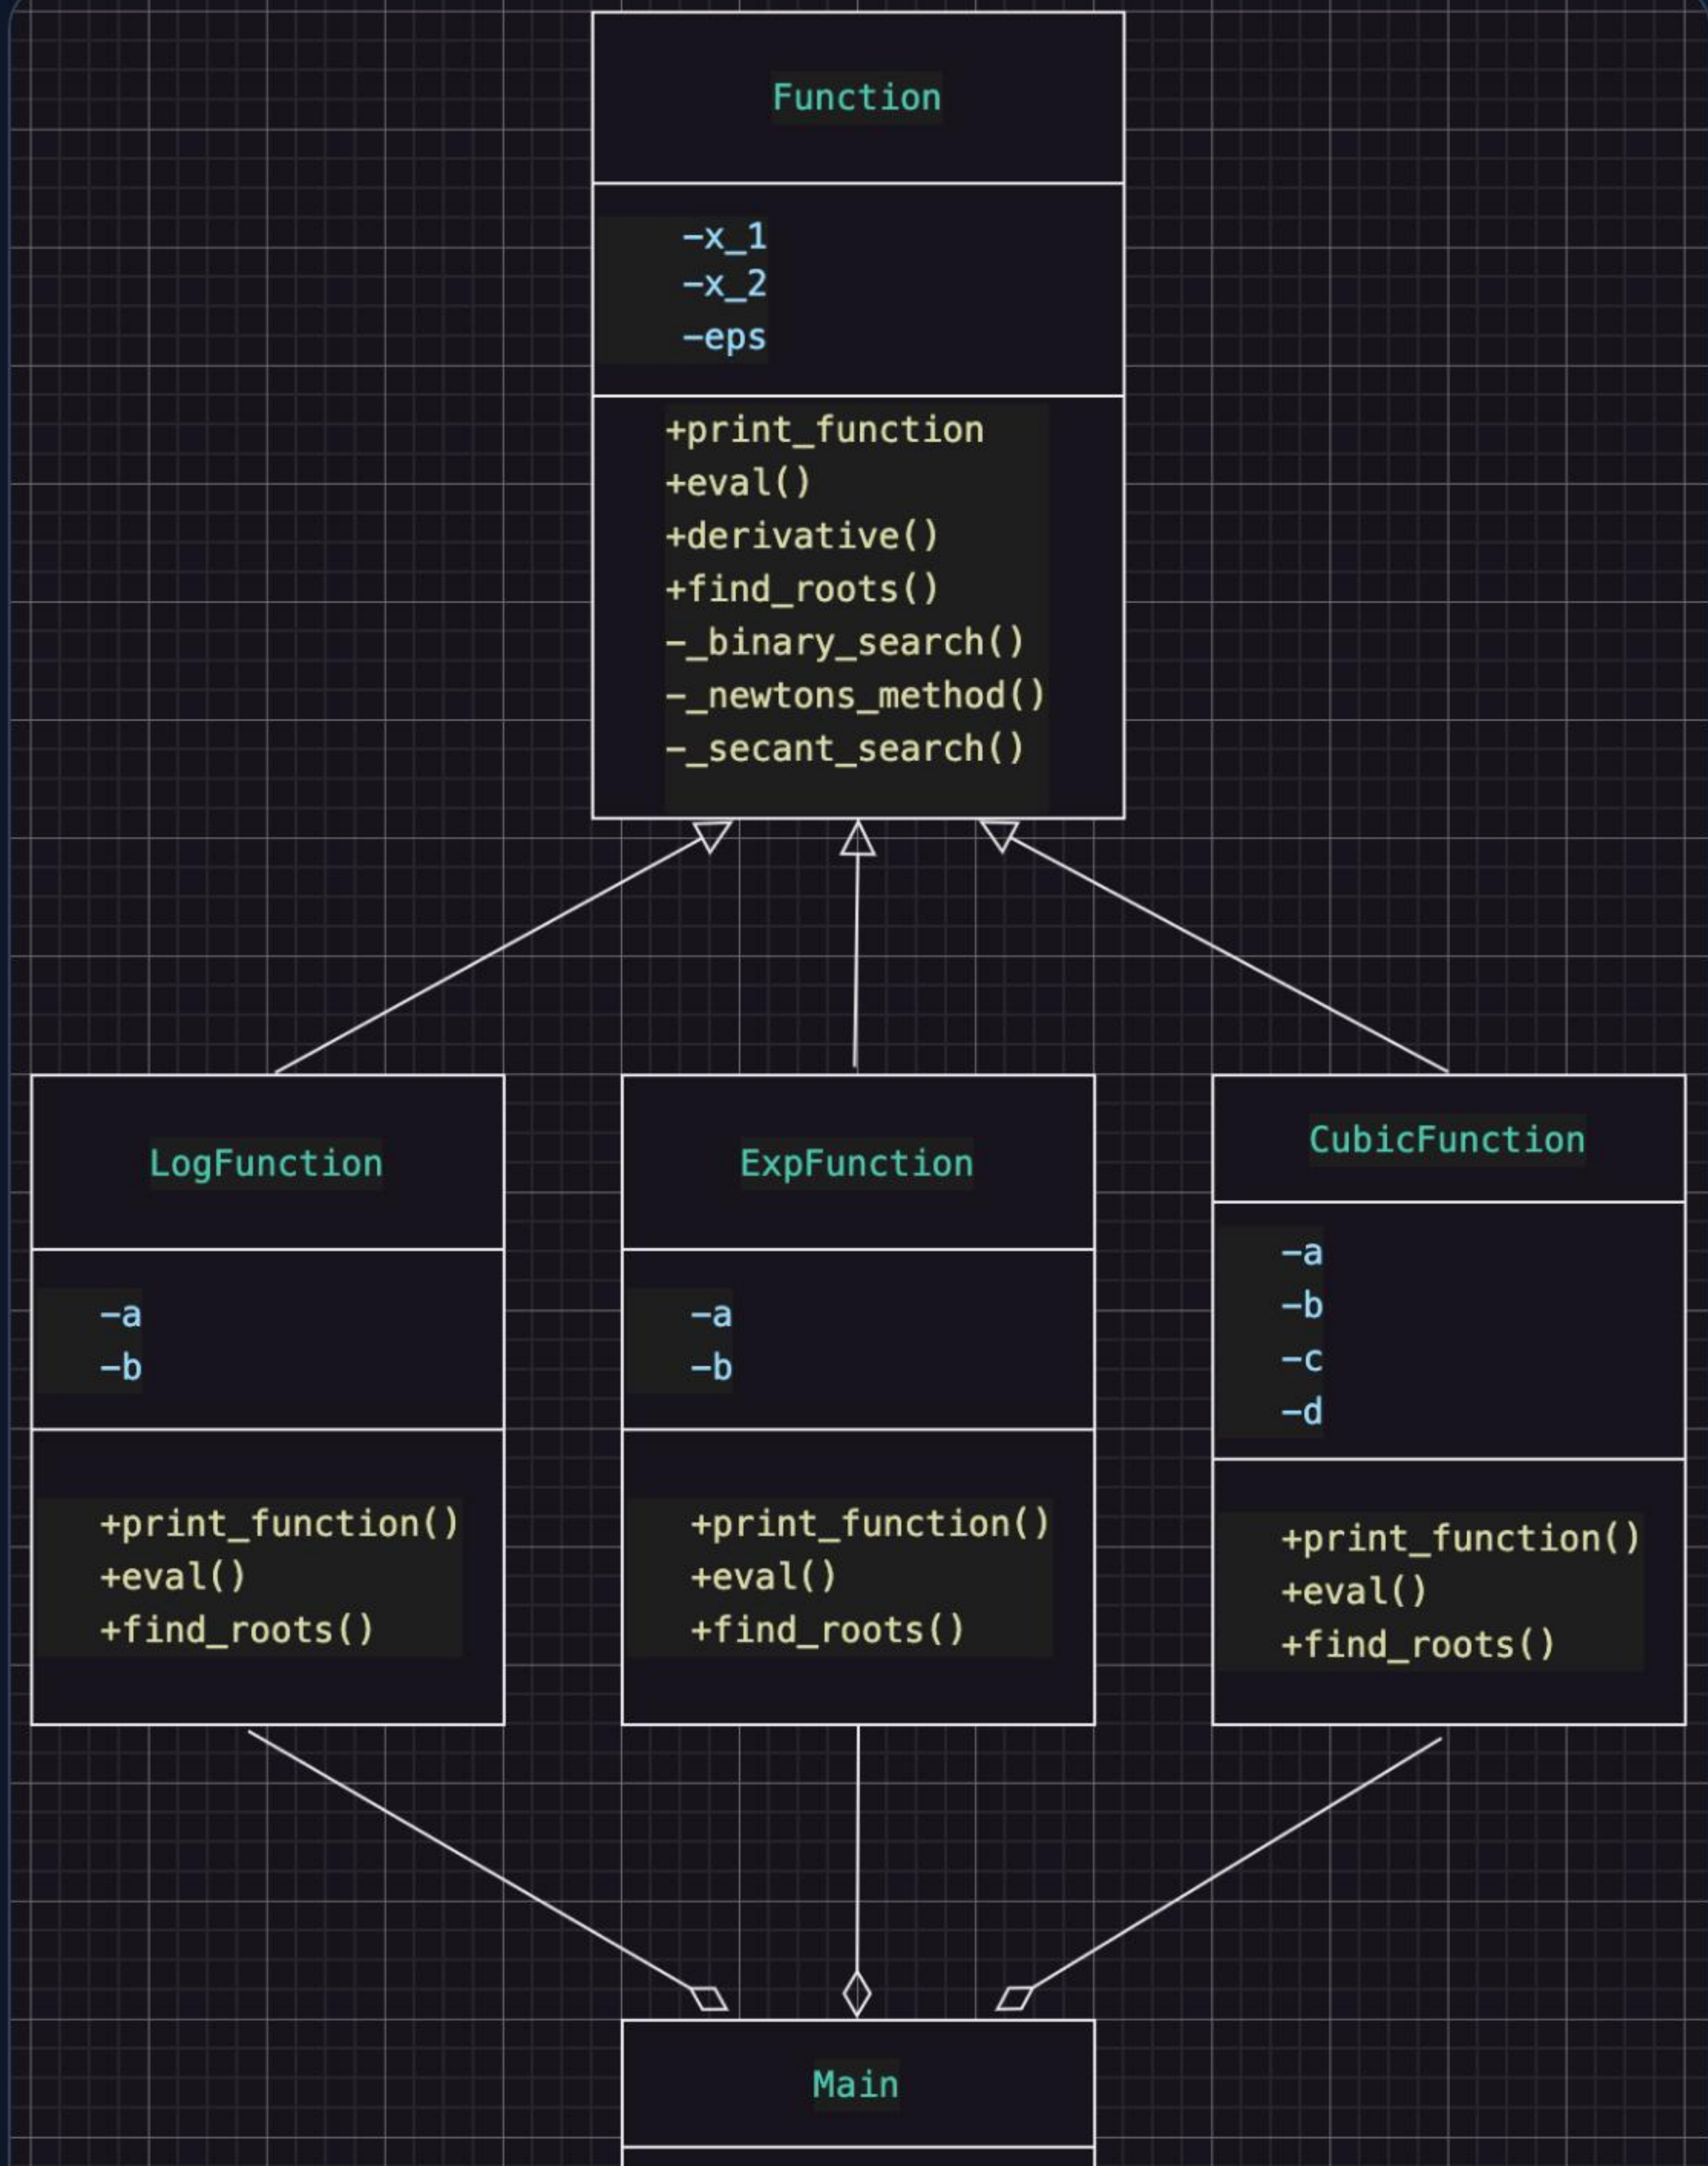 Function
-x_1
-x_2
-eps
+print_function
+eval()
+derivative()
+find_roots()
-_binary_search()
-_newtons_method()
-_secant_search()
LogFunction
-a
-b
+print_function()
+eval()
+find_roots()
ExpFunction
-a
-b
+print_function()
+eval()
+find_roots()
CubicFunction
-a
-b
-c
-d
+print_function()
+eval()
+find_roots()
Main